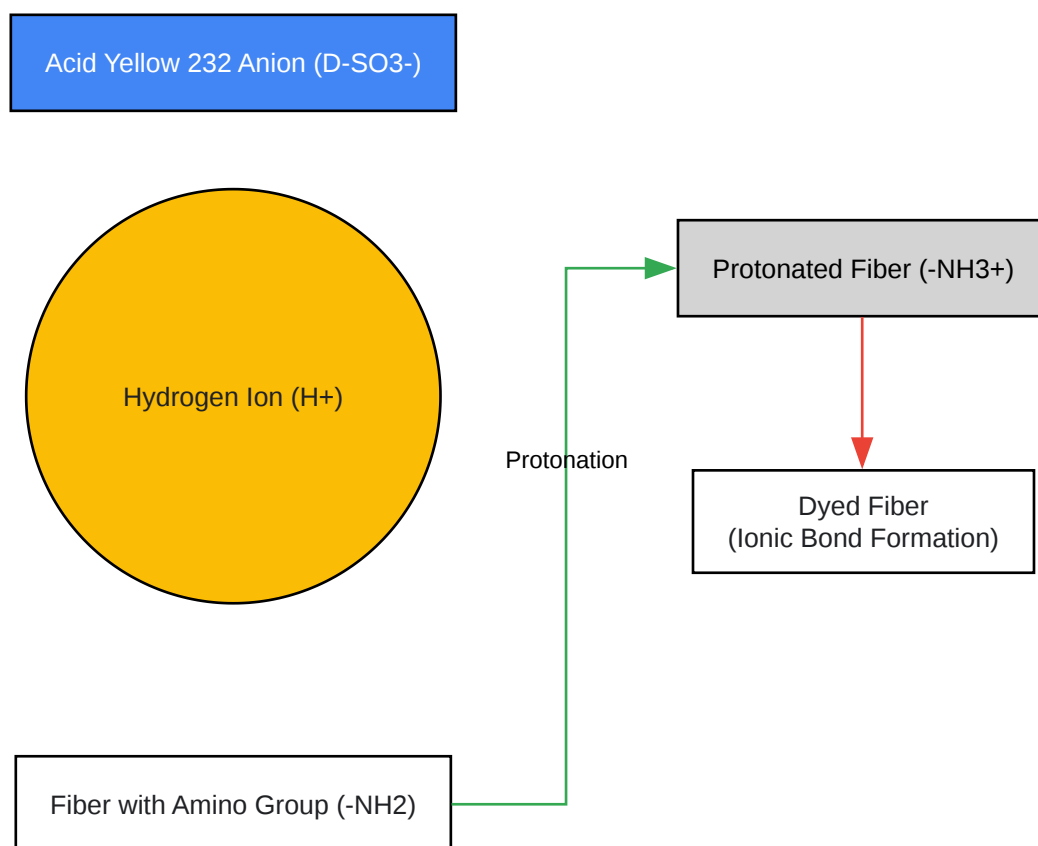 Acid Yellow 232 Anion (D-SO3-)
Hydrogen Ion (H+)
Protonated Fiber (-NH3+)
Protonation
Dyed Fiber
(Ionic Bond Formation)
Fiber with Amino Group (-NH2)